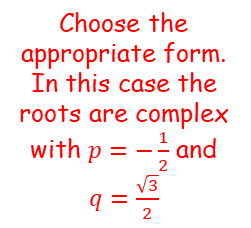 Choose the
appropriate form.
In this case the
roots are complex
with p = −1/2 and
q = √3/2